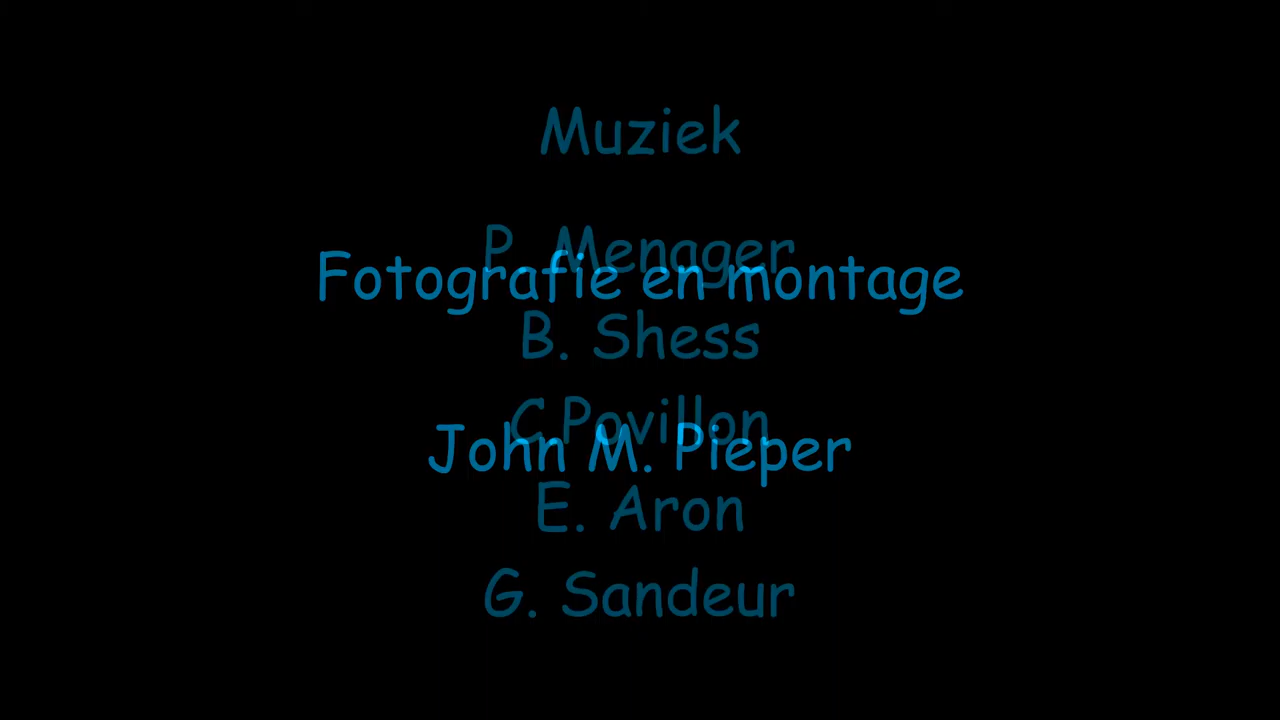 Muziek
P. Menager
Fotografie en montage
B. Shess
C.Povillon
John M. Pieper
E. Aron
G. Sandeur